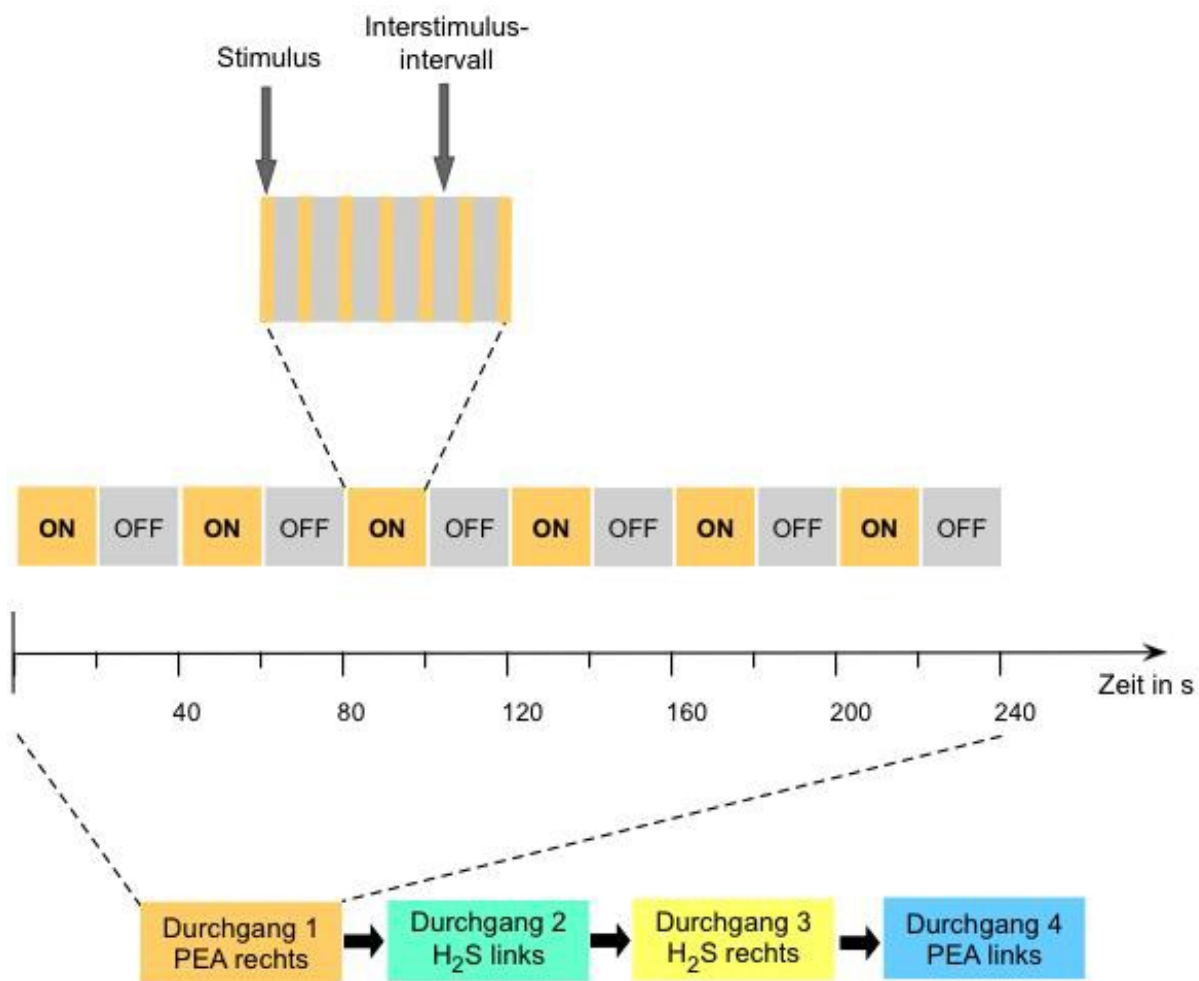 Stimulus
Interstimulus-
intervall
ON OFF ON OFF ON OFF ON OFF ON OFF ON OFF
40 80 120 160 200 240
Zeit in s
Durchgang 1
PEA rechts
Durchgang 2
H₂S links
Durchgang 3
H₂S rechts
Durchgang 4
PEA links